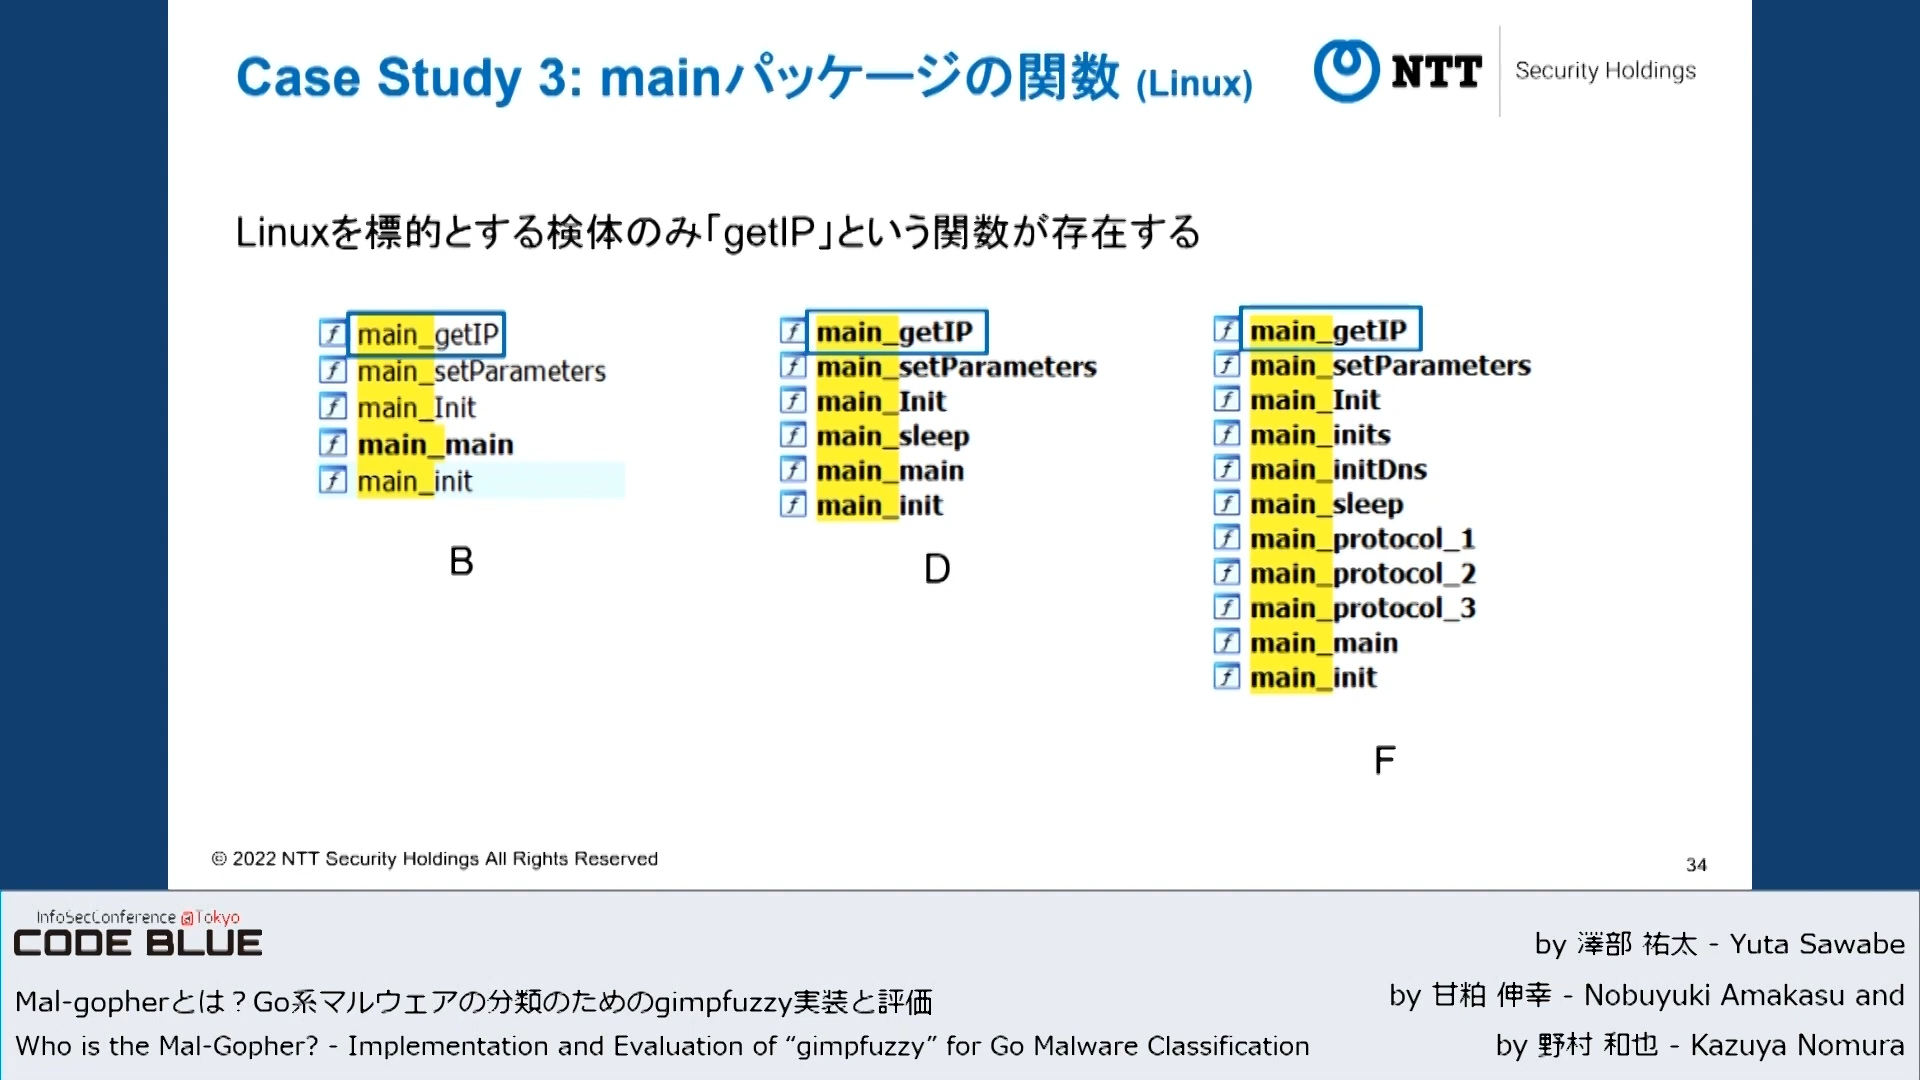 Case Study 3: mainパッケージの関数 (Linux)
NTT Security Holdings
Linuxを標的とする検体のみ「getIP」という関数が存在する
main_getIP
main_setParameters
main_Init
main_main
main_init
B
main_getIP
main_setParameters
main_Init
main_sleep
main_main
main_init
D
main_getIP
main_setParameters
main_Init
main_inits
main_initDns
main_sleep
main_protocol_1
main_protocol_2
main_protocol_3
main_main
main_init
F
© 2022 NTT Security Holdings All Rights Reserved
34
InfoSecConference @Tokyo
CODE BLUE
Mal-gopherとは？Go系マルウェアの分類のためのgimpfuzzy実装と評価
Who is the Mal-Gopher? - Implementation and Evaluation of “gimpfuzzy” for Go Malware Classification
by 澤部 祐太 - Yuta Sawabe
by 甘粕 伸幸 - Nobuyuki Amakasu and
by 野村 和也 - Kazuya Nomura